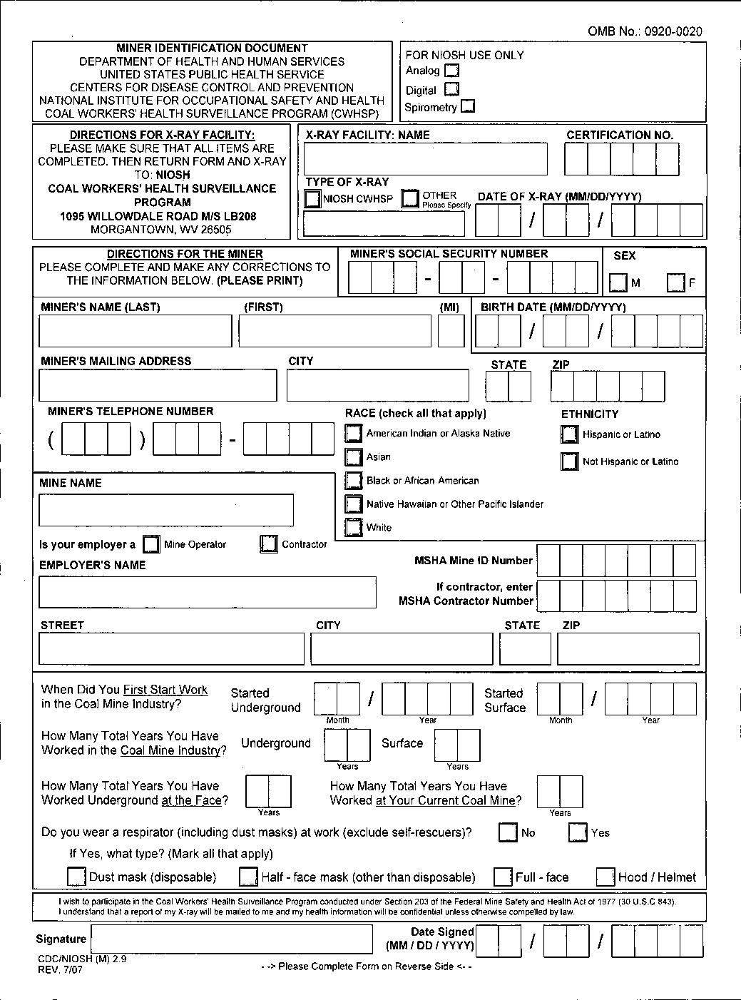 OMB No.: 0920-0020
MINER IDENTIFICATION DOCUMENT
DEPARTMENT OF HEALTH AND HUMAN SERVICES
UNITED STATES PUBLIC HEALTH SERVICE
CENTERS FOR DISEASE CONTROL AND PREVENTION
NATIONAL INSTITUTE FOR OCCUPATIONAL SAFETY AND HEALTH
COAL WORKERS' HEALTH SURVEILLANCE PROGRAM (CWHSP)
FOR NIOSH USE ONLY
Analog
Digital
Spirometry
DIRECTIONS FOR X-RAY FACILITY:
PLEASE MAKE SURE THAT ALL ITEMS ARE
COMPLETED. THEN RETURN FORM AND X-RAY
TO: NIOSH
COAL WORKERS' HEALTH SURVEILLANCE
PROGRAM
1095 WILLOWDALE ROAD M/S LB208
MORGANTOWN, WV 26505
X-RAY FACILITY: NAME CERTIFICATION NO.
TYPE OF X-RAY
NIOSH CWHSP OTHER
Please Specify
DATE OF X-RAY (MM/DD/YYYY)
/ /
DIRECTIONS FOR THE MINER
PLEASE COMPLETE AND MAKE ANY CORRECTIONS TO
THE INFORMATION BELOW. (PLEASE PRINT)
MINER'S SOCIAL SECURITY NUMBER
- -
SEX
M F
MINER'S NAME (LAST) (FIRST) (MI) BIRTH DATE (MM/DD/YYYY)
/ /
MINER'S MAILING ADDRESS CITY STATE ZIP
MINER'S TELEPHONE NUMBER
( ) -
RACE (check all that apply)
American Indian or Alaska Native
Asian
Black or African American
Native Hawaiian or Other Pacific Islander
White
ETHNICITY
Hispanic or Latino
Not Hispanic or Latino
MINE NAME
Is your employer a Mine Operator Contractor
EMPLOYER'S NAME
MSHA Mine ID Number
If contractor, enter
MSHA Contractor Number
STREET CITY STATE ZIP
When Did You First Start Work
in the Coal Mine Industry?
Started
Underground
/
Month Year
Started
Surface
/
Month Year
How Many Total Years You Have
Worked in the Coal Mine Industry?
Underground Surface
Years Years
How Many Total Years You Have
Worked Underground at the Face?
Years
How Many Total Years You Have
Worked at Your Current Coal Mine?
Years
Do you wear a respirator (including dust masks) at work (exclude self-rescuers)? No Yes
If Yes, what type? (Mark all that apply)
Dust mask (disposable) Half - face mask (other than disposable) Full - face Hood / Helmet
I wish to participate in the Coal Workers' Health Surveillance Program conducted under Section 203 of the Federal Mine Safety and Health Act of 1977 (30 U.S.C 843).
I understand that a report of my X-ray will be mailed to me and my health information will be confidential unless otherwise compelled by law.
Signature
Date Signed
(MM / DD / YYYY)
/ /
CDC/NIOSH (M) 2.9
REV. 7/07
- -> Please Complete Form on Reverse Side <- -